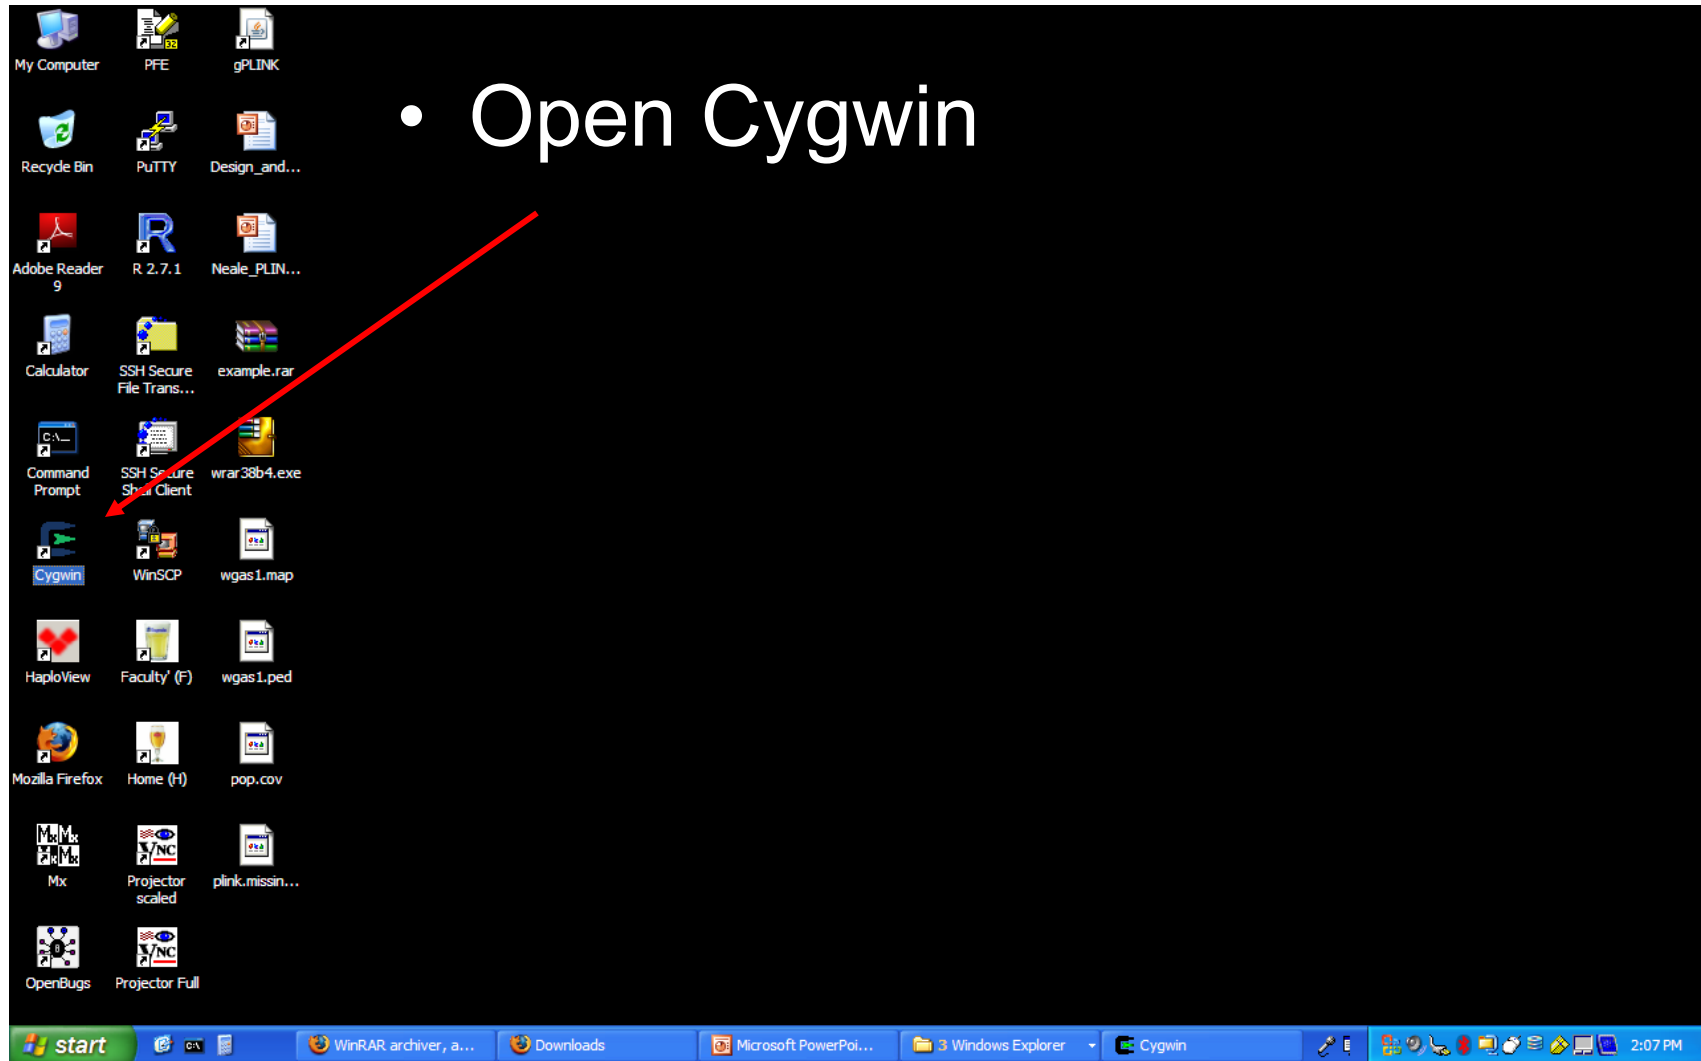 • Open Cygwin
My Computer
PFE
gPLINK
Recycle Bin
PuTTY
Design_and...
Adobe Reader
9
R 2.7.1
Neale_PLIN...
Calculator
SSH Secure
File Trans...
example.rar
Command
Prompt
SSH Secure
Shell Client
wrar38b4.exe
Cygwin
WinSCP
wgas1.map
HaploView
Faculty' (F)
wgas1.ped
Mozilla Firefox
Home (H)
pop.cov
Mx
Projector
scaled
plink.missin...
OpenBugs
Projector Full
start
WinRAR archiver, a...
Downloads
Microsoft PowerPoi...
3 Windows Explorer
Cygwin
2:07 PM